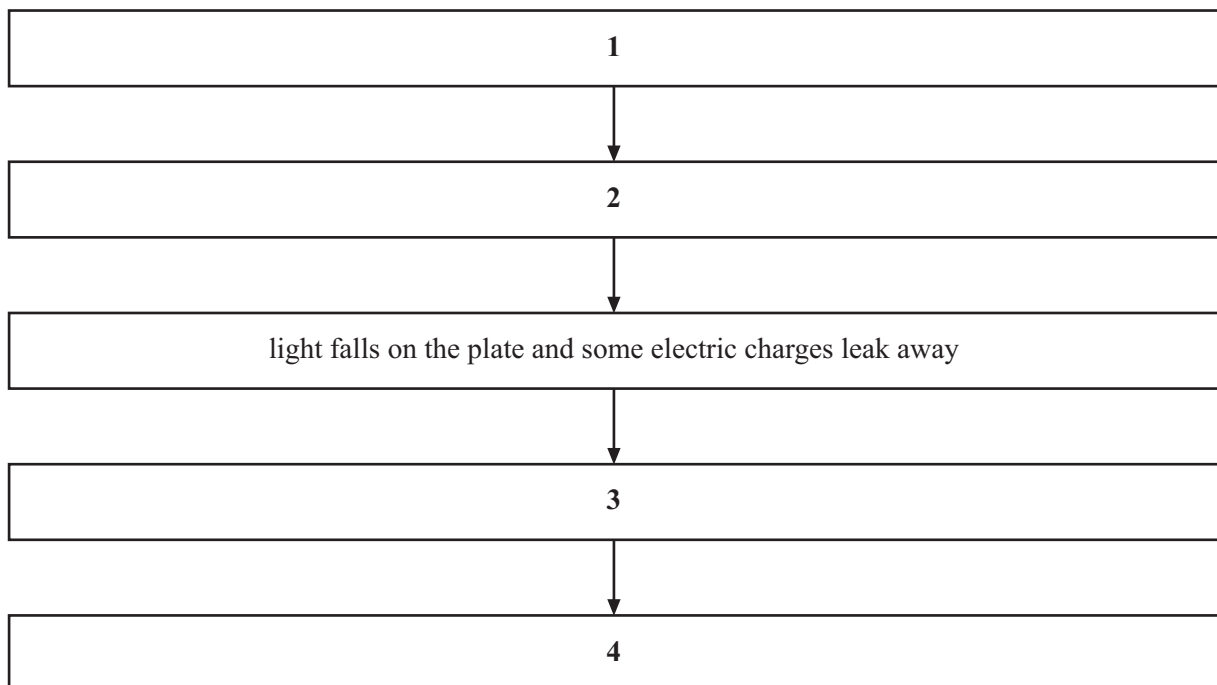 1
2
light falls on the plate and some electric charges leak away
3
4